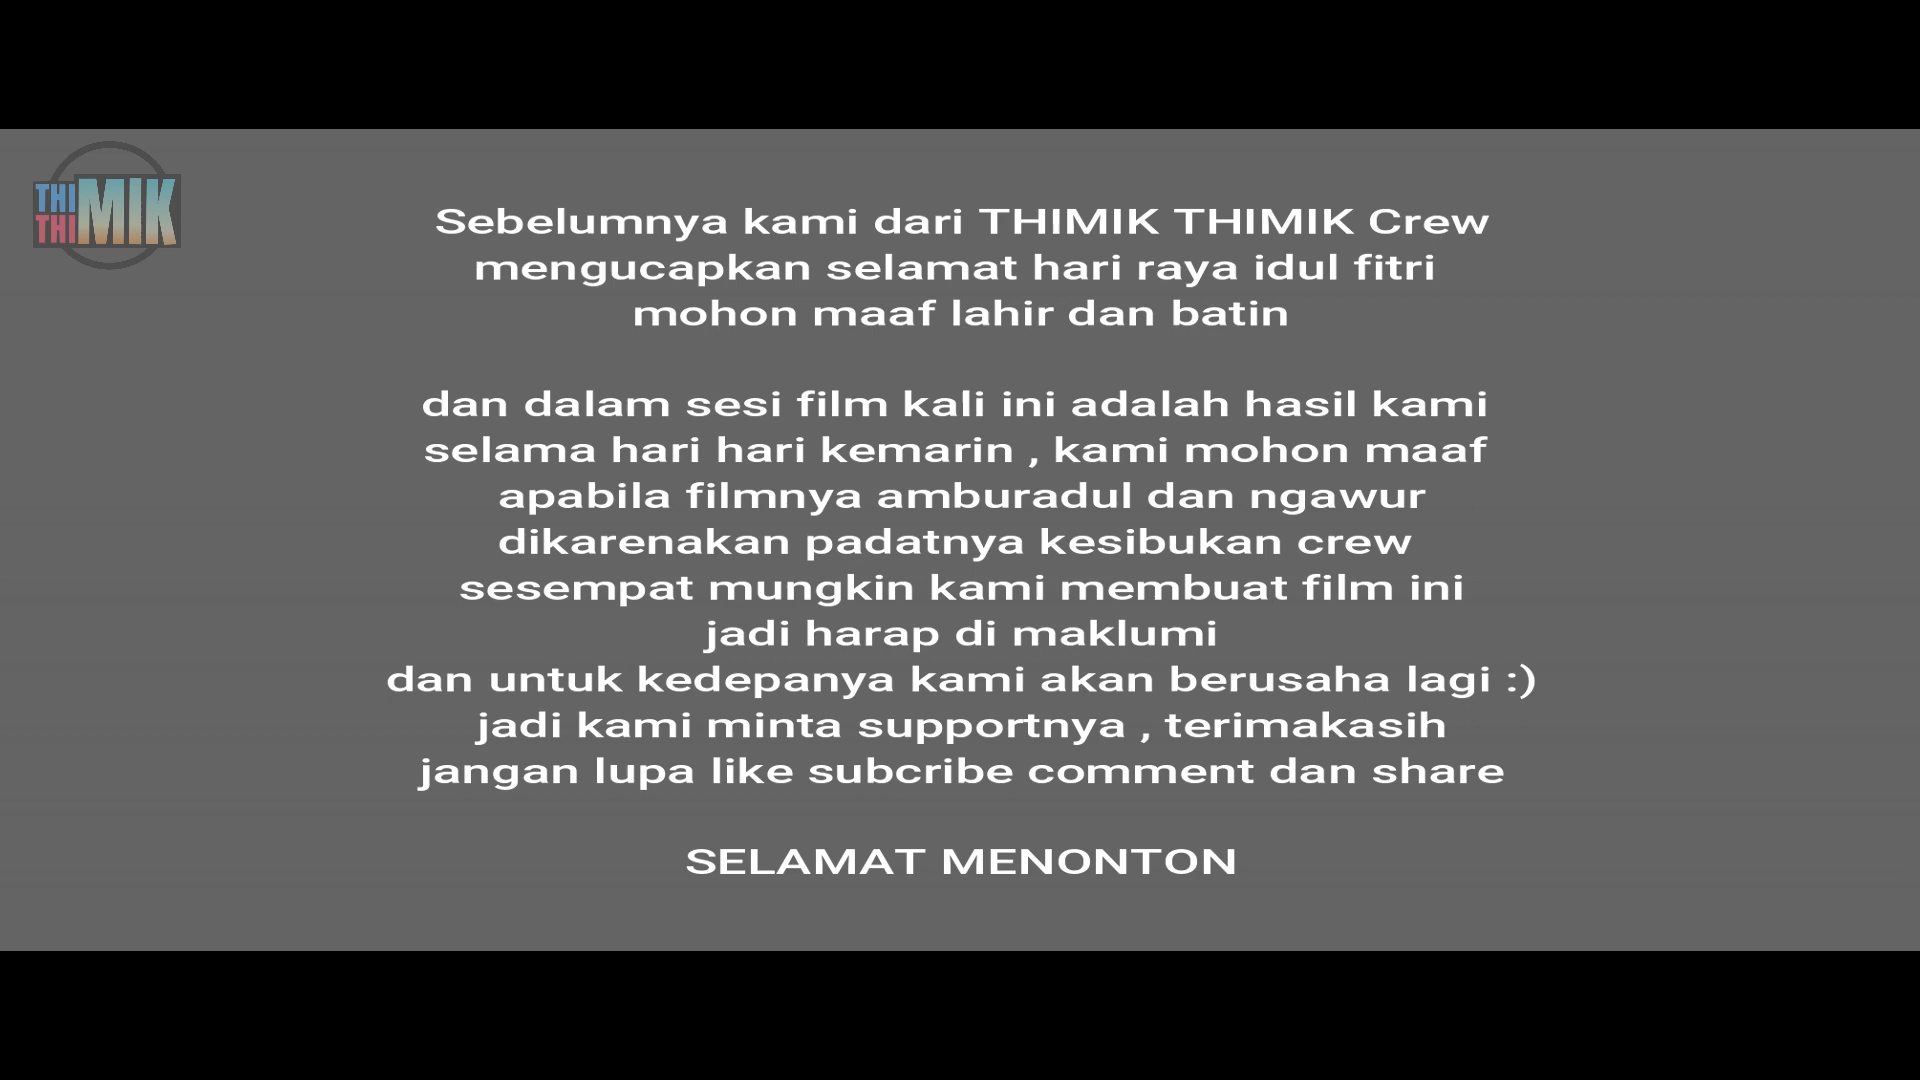 THI
THI MIK
Sebelumnya kami dari THIMIK THIMIK Crew
mengucapkan selamat hari raya idul fitri
mohon maaf lahir dan batin
dan dalam sesi film kali ini adalah hasil kami
selama hari hari kemarin , kami mohon maaf
apabila filmnya amburadul dan ngawur
dikarenakan padatnya kesibukan crew
sesempat mungkin kami membuat film ini
jadi harap di maklumi
dan untuk kedepanya kami akan berusaha lagi :)
jadi kami minta supportnya , terimakasih
jangan lupa like subcribe comment dan share
SELAMAT MENONTON